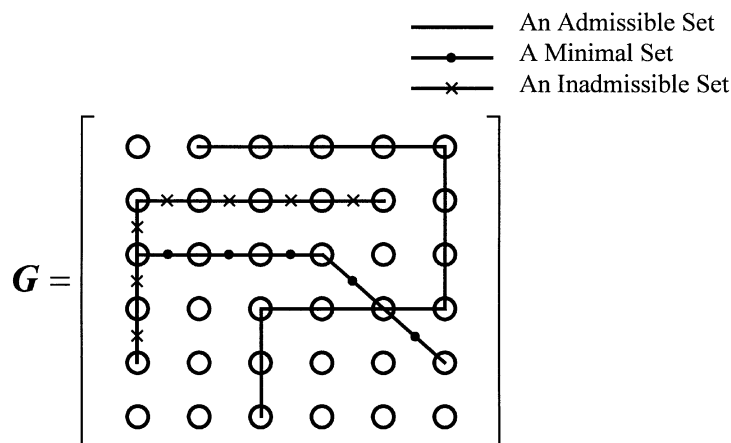 An Admissible Set
A Minimal Set
An Inadmissible Set
G =